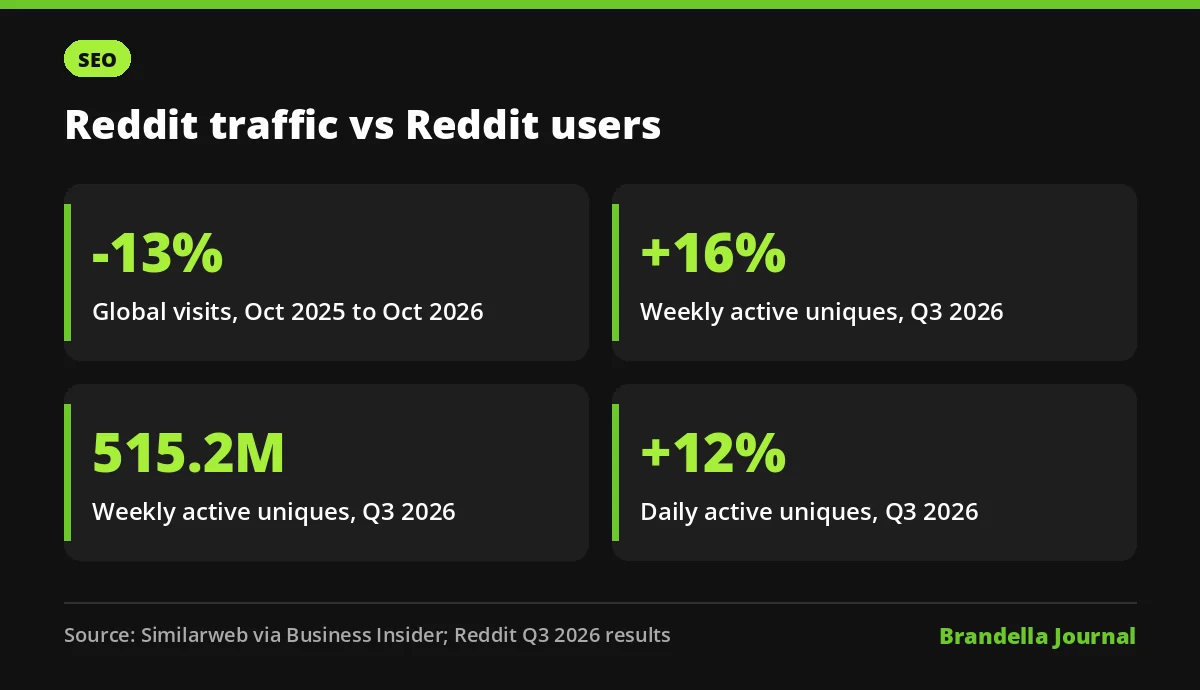 SEO
Reddit traffic vs Reddit users
-13%
Global visits, Oct 2025 to Oct 2026
+16%
Weekly active uniques, Q3 2026
515.2M
Weekly active uniques, Q3 2026
+12%
Daily active uniques, Q3 2026
Source: Similarweb via Business Insider; Reddit Q3 2026 results
Brandella Journal